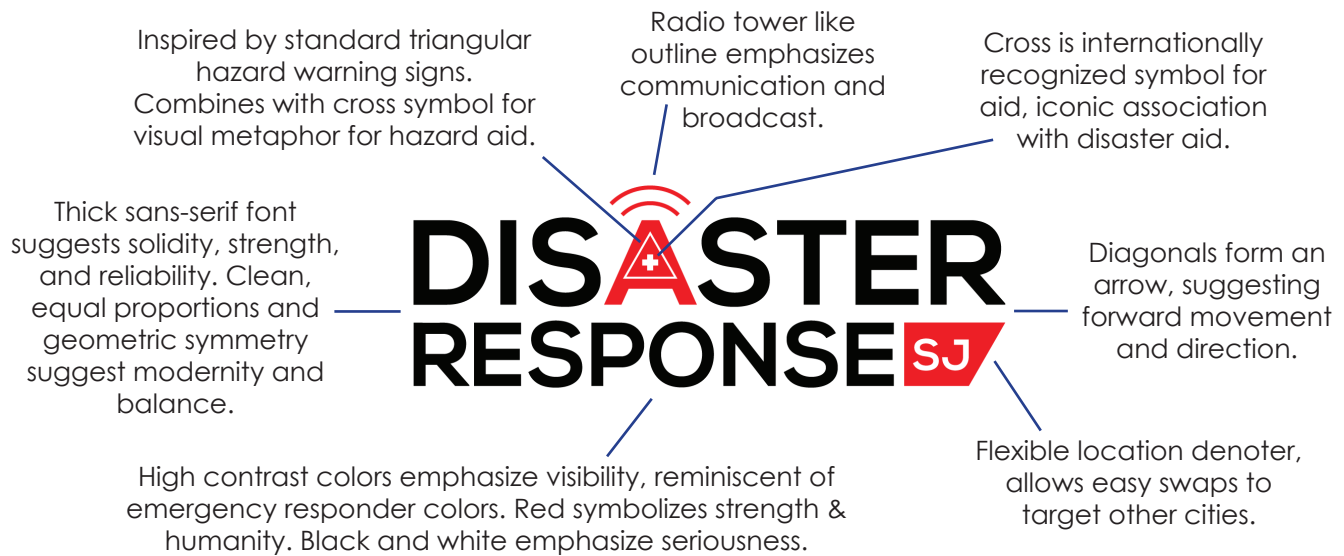 Inspired by standard triangular
hazard warning signs.
Combines with cross symbol for
visual metaphor for hazard aid.
Radio tower like
outline emphasizes
communication and
broadcast.
Cross is internationally
recognized symbol for
aid, iconic association
with disaster aid.
Thick sans-serif font
suggests solidity, strength,
and reliability. Clean,
equal proportions and
geometric symmetry
suggest modernity and
balance.
DISASTER
RESPONSE SJ
Diagonals form an
arrow, suggesting
forward movement
and direction.
High contrast colors emphasize visibility, reminiscent of
emergency responder colors. Red symbolizes strength &
humanity. Black and white emphasize seriousness.
Flexible location denoter,
allows easy swaps to
target other cities.